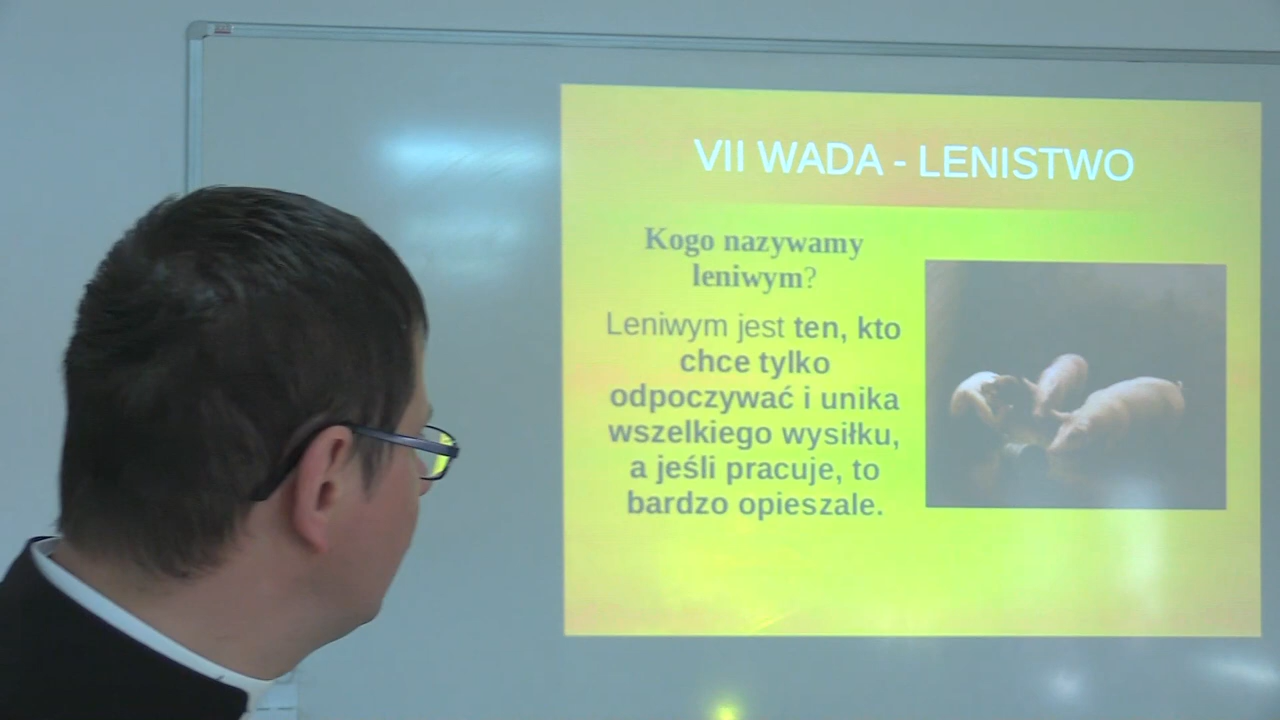 VII WADA - LENISTWO
Kogo nazywamy
leniwym?
Leniwym jest ten, kto
chce tylko
odpoczywać i unika
wszelkiego wysiłku,
a jeśli pracuje, to
bardzo opieszale.